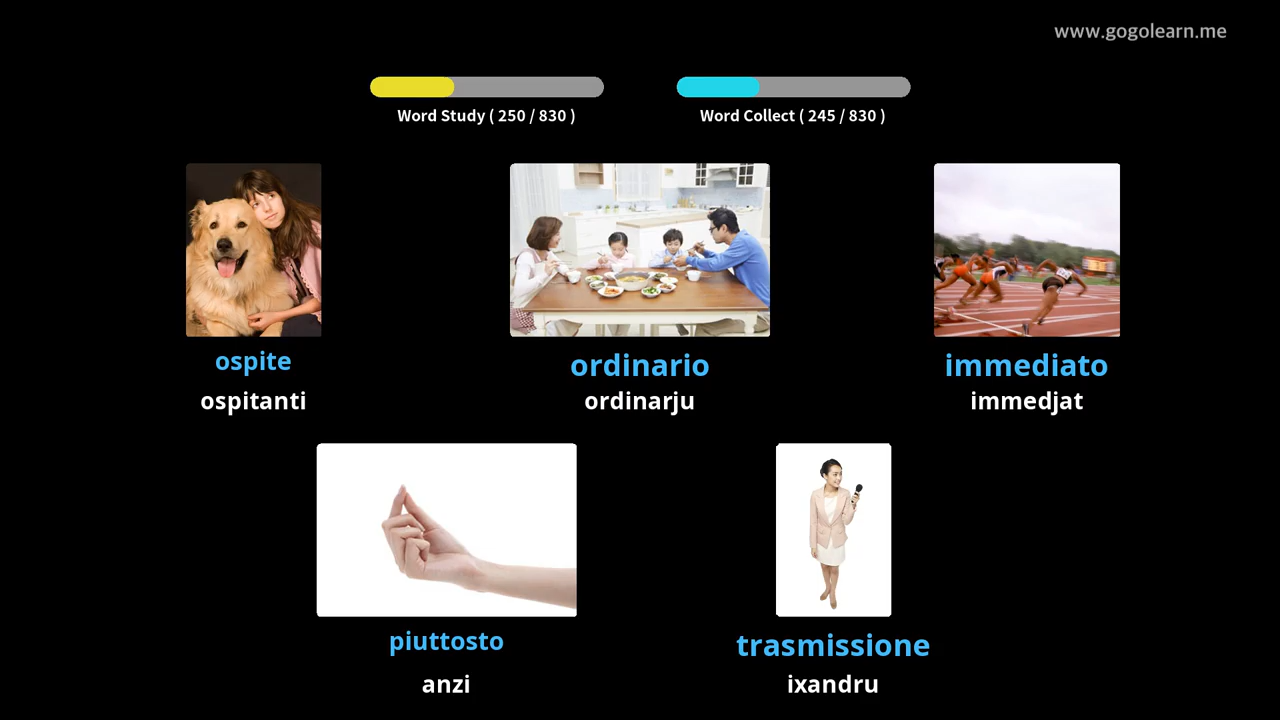 www.gogolearn.me
Word Study ( 250 / 830 )
Word Collect ( 245 / 830 )
ospite
ospitanti
ordinario
ordinarju
immediato
immedjat
piuttosto
anzi
trasmissione
ixandru